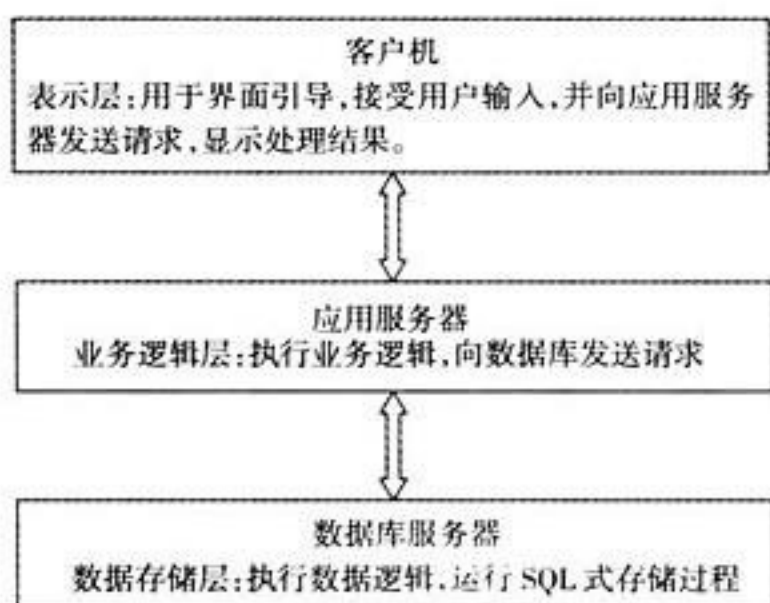 客户机
表示层:用于界面引导,接受用户输入,并向应用服务
器发送请求,显示处理结果。
应用服务器
业务逻辑层:执行业务逻辑,向数据库发送请求
数据库服务器
数据存储层:执行数据逻辑,运行SQL式存储过程